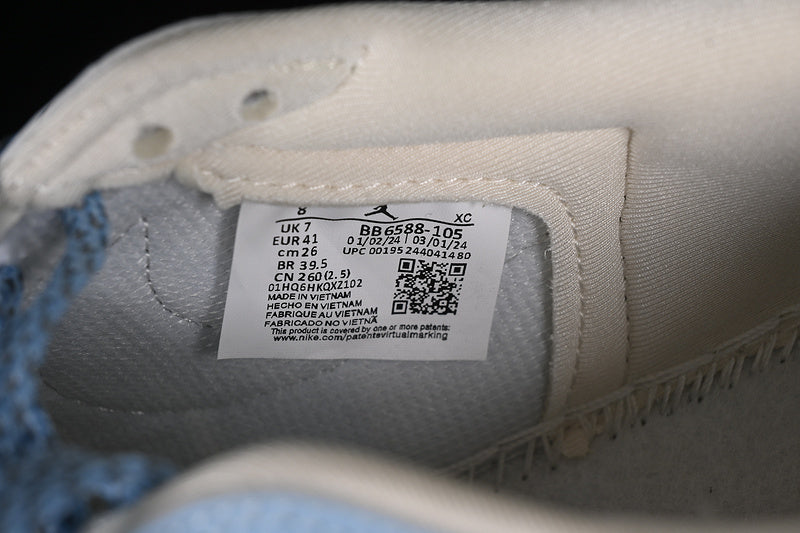 8 XC
UK 7 BB6588-105
EUR 41 01/02/24 | 03/01/24
cm 26 UPC 00195244041480
BR 39.5
CN 260 (2.5)
01HQ6HKQXZ102
MADE IN VIETNAM
HECHO EN VIETNAM
FABRIQUE AU VIETNAM
FABRICADO NO VIETNÃ
This product is covered by one or more patents:
www.nike.com/patentsvirtualmarking